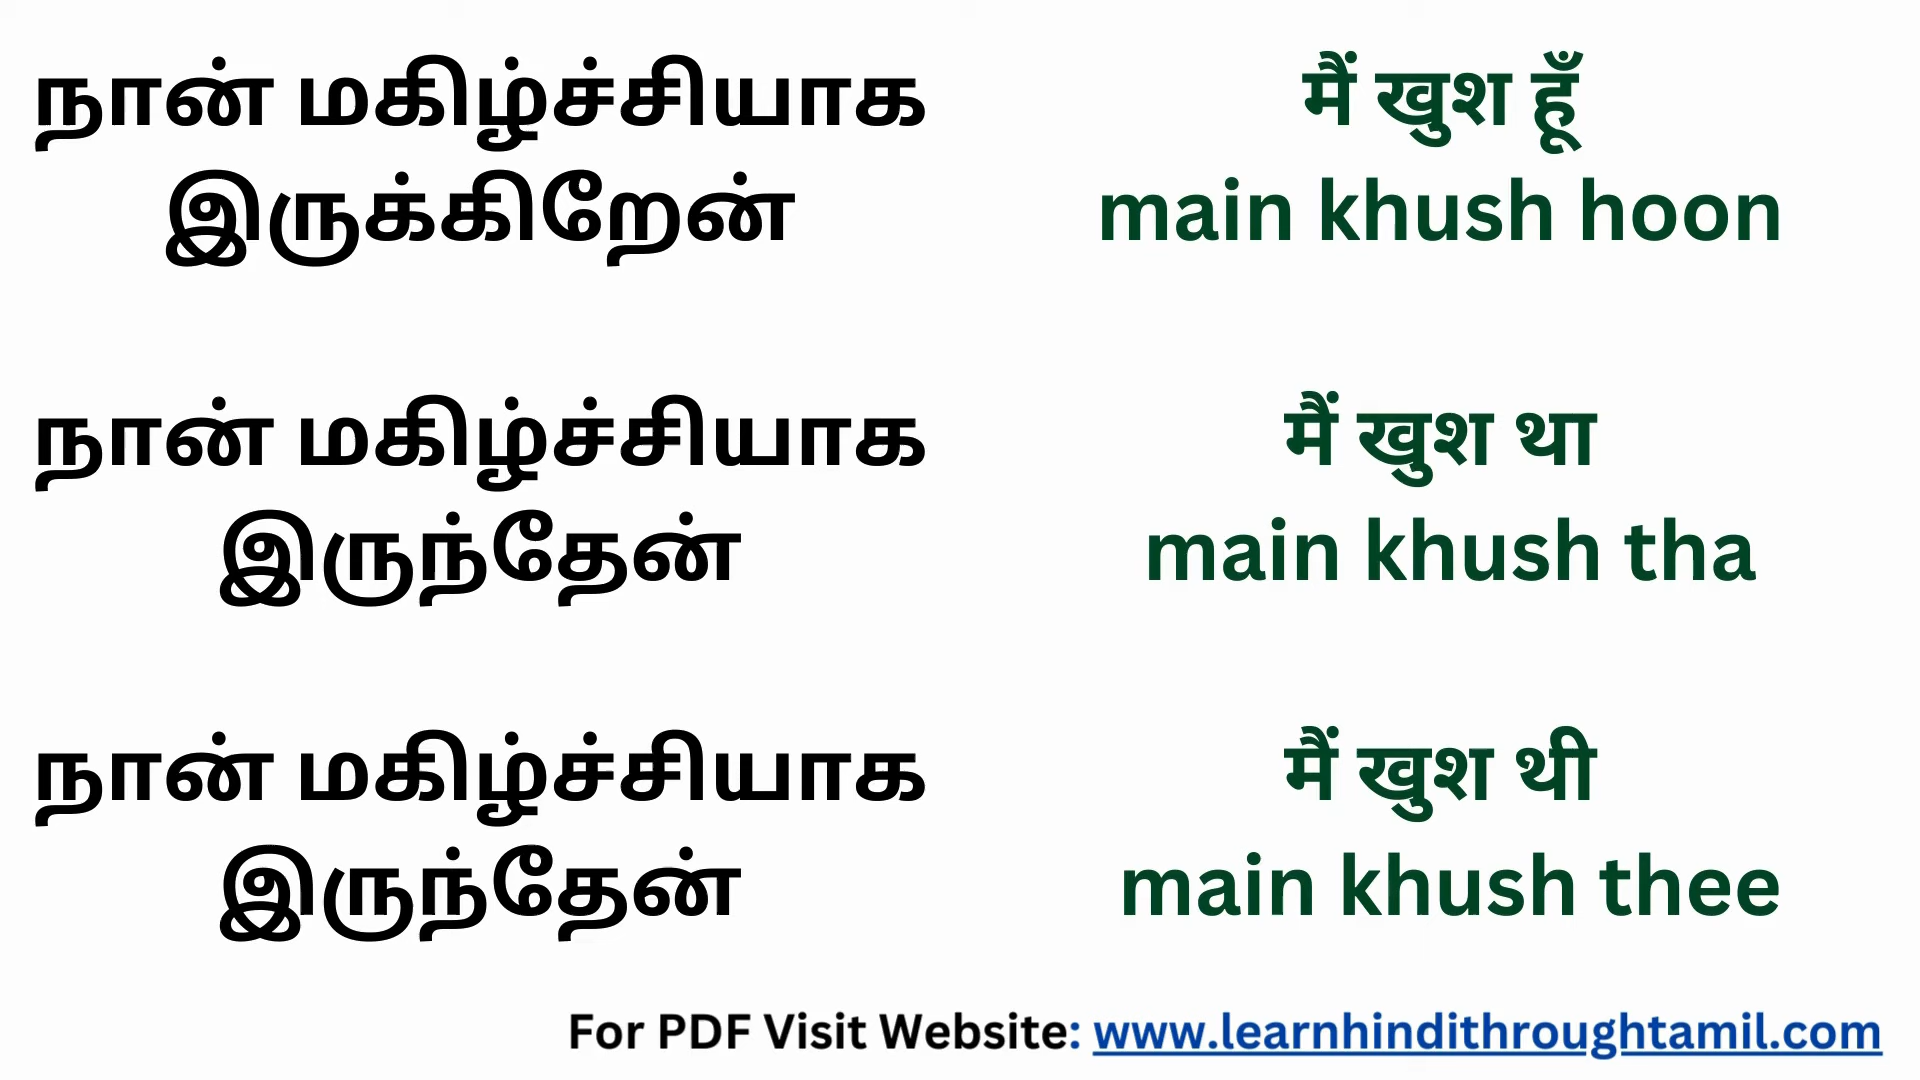 நான் மகிழ்ச்சியாக
இருக்கிறேன்
मैं खुश हूँ
main khush hoon
நான் மகிழ்ச்சியாக
இருந்தேன்
मैं खुश था
main khush tha
நான் மகிழ்ச்சியாக
இருந்தேன்
मैं खुश थी
main khush thee
For PDF Visit Website: www.learnhindithroughtamil.com